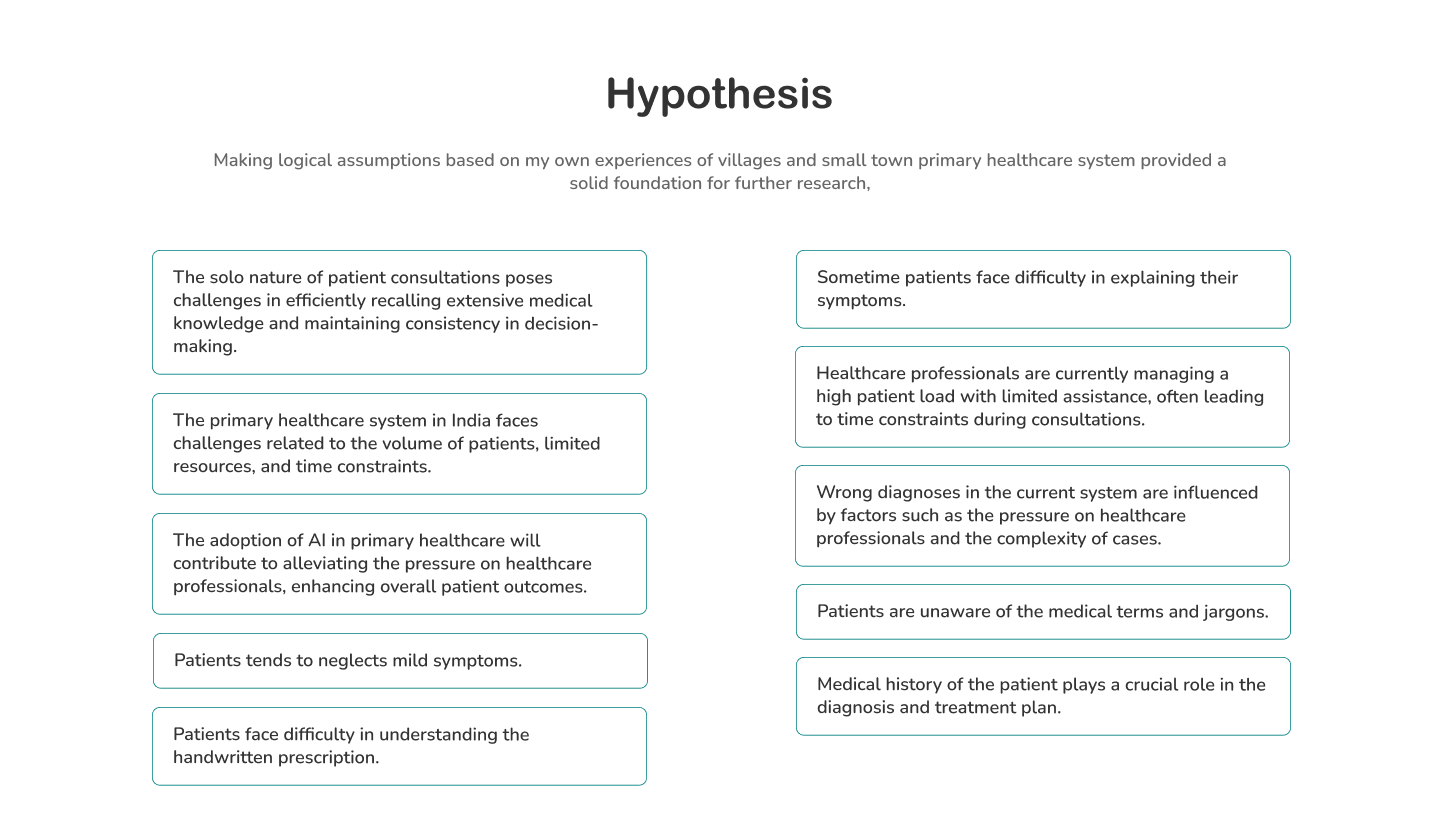 Hypothesis
Making logical assumptions based on my own experiences of villages and small town primary healthcare system provided a
solid foundation for further research,
The solo nature of patient consultations poses
challenges in efficiently recalling extensive medical
knowledge and maintaining consistency in decision-
making.
The primary healthcare system in India faces
challenges related to the volume of patients, limited
resources, and time constraints.
The adoption of AI in primary healthcare will
contribute to alleviating the pressure on healthcare
professionals, enhancing overall patient outcomes.
Patients tends to neglects mild symptoms.
Patients face difficulty in understanding the
handwritten prescription.
Sometime patients face difficulty in explaining their
symptoms.
Healthcare professionals are currently managing a
high patient load with limited assistance, often leading
to time constraints during consultations.
Wrong diagnoses in the current system are influenced
by factors such as the pressure on healthcare
professionals and the complexity of cases.
Patients are unaware of the medical terms and jargons.
Medical history of the patient plays a crucial role in the
diagnosis and treatment plan.